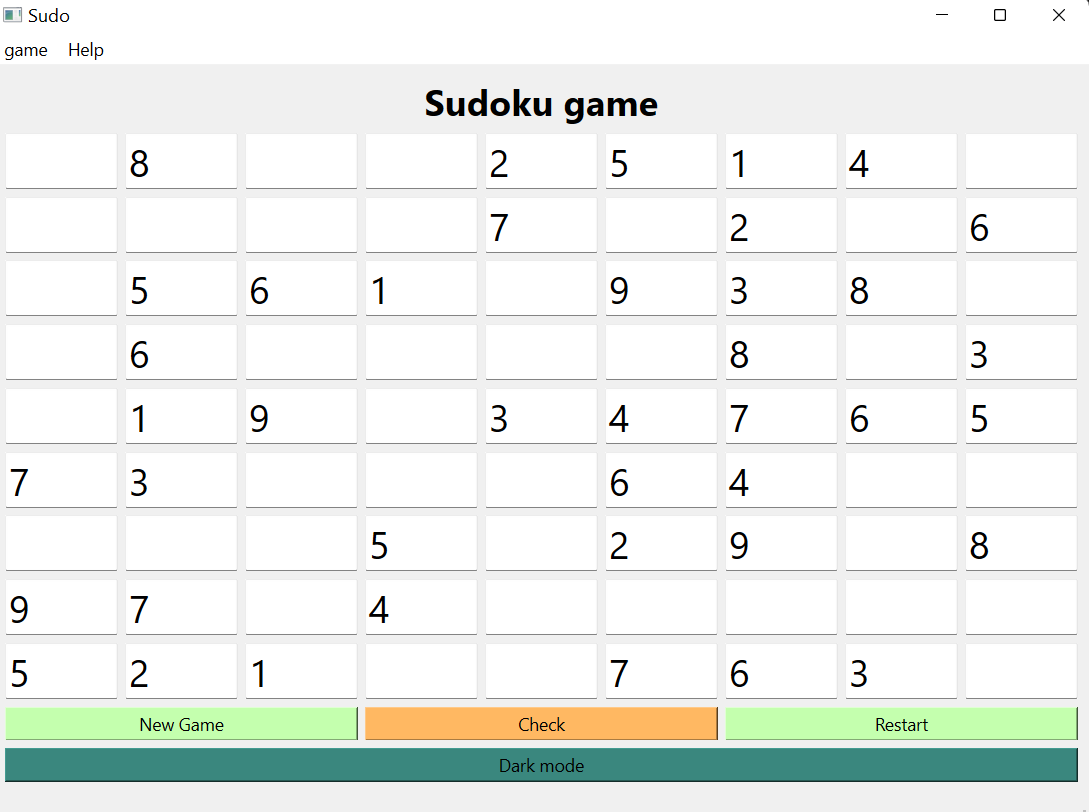 Sudo
game Help
Sudoku game
8 2 5 1 4
7 2 6
5 6 1 9 3 8
6 8 3
1 9 3 4 7 6 5
7 3 6 4
5 2 9 8
9 7 4
5 2 1 7 6 3
New Game Check Restart
Dark mode